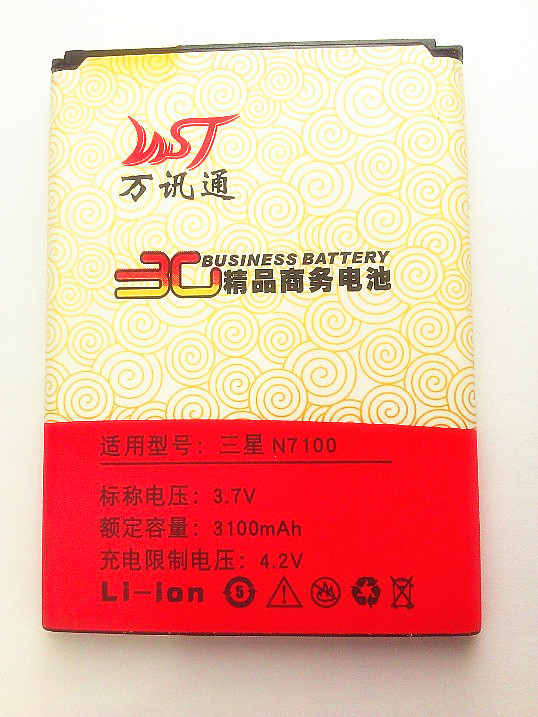 WST
万讯通
3C BUSINESS BATTERY
精品商务电池
适用型号：三星 N7100
标称电压：3.7V
额定容量：3100mAh
充电限制电压：4.2V
Li-ion 5